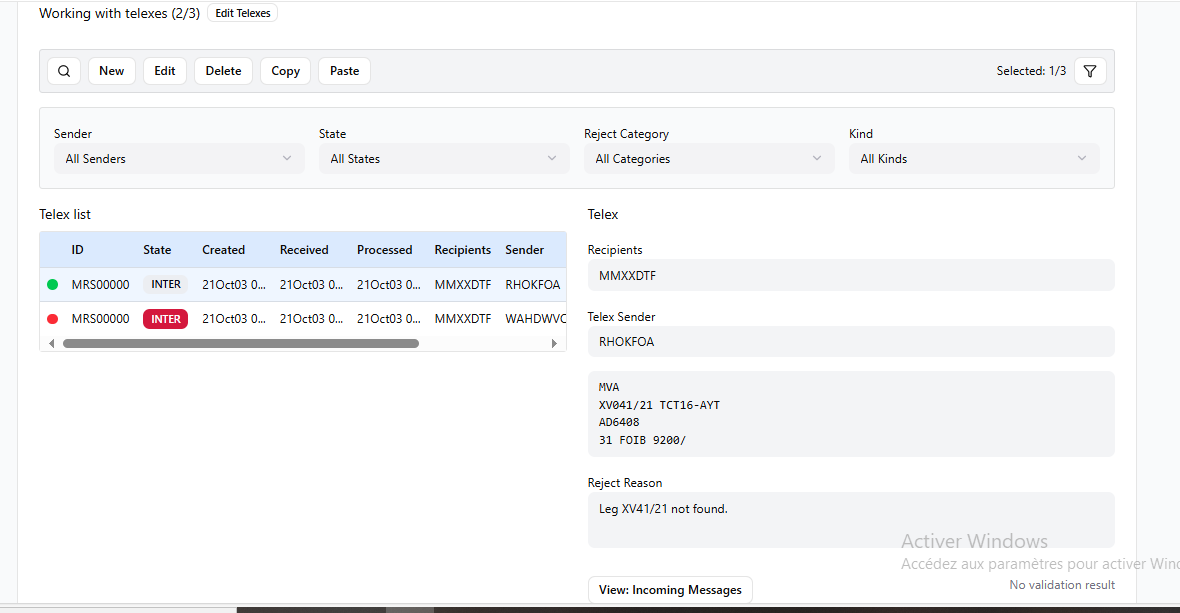 Working with telexes (2/3) Edit Telexes
New Edit Delete Copy Paste Selected: 1/3
Sender State Reject Category Kind
All Senders All States All Categories All Kinds
Telex list
ID State Created Received Processed Recipients Sender
MRS00000 INTER 21Oct03 0... 21Oct03 0... 21Oct03 0... MMXXDTF RHOKFOA
MRS00000 INTER 21Oct03 0... 21Oct03 0... 21Oct03 0... MMXXDTF WAHDWVC
Telex
Recipients
MMXXDTF
Telex Sender
RHOKFOA
MVA
XV041/21 TCT16-AYT
AD6408
31 FOIB 9200/
Reject Reason
Leg XV41/21 not found.
Activer Windows
Accédez aux paramètres pour activer Win
No validation result
View: Incoming Messages